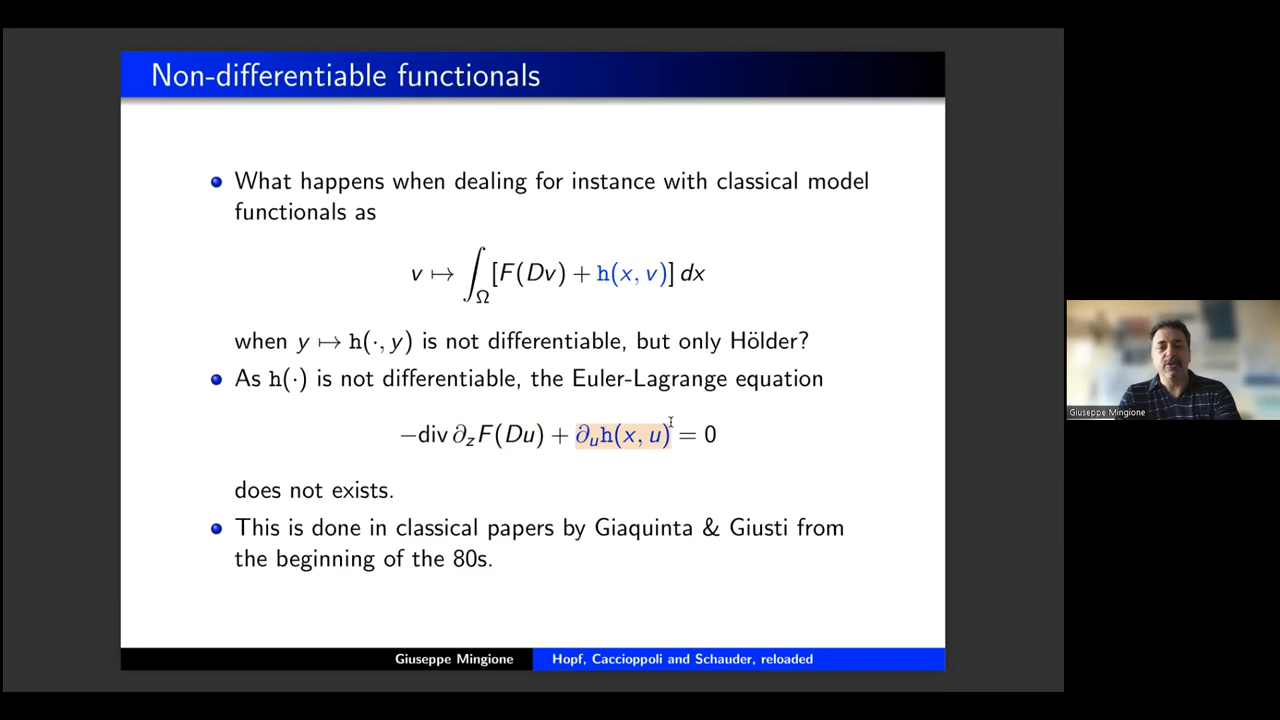 Non-differentiable functionals
What happens when dealing for instance with classical model
functionals as
v ↦ ∫_Ω [F(Dv) + h(x, v)] dx
when y ↦ h(·, y) is not differentiable, but only Hölder?
As h(·) is not differentiable, the Euler-Lagrange equation
−div ∂_z F(Du) + ∂_u h(x, u) = 0
does not exists.
This is done in classical papers by Giaquinta & Giusti from
the beginning of the 80s.
Giuseppe Mingione
Hopf, Caccioppoli and Schauder, reloaded
Giuseppe Mingione